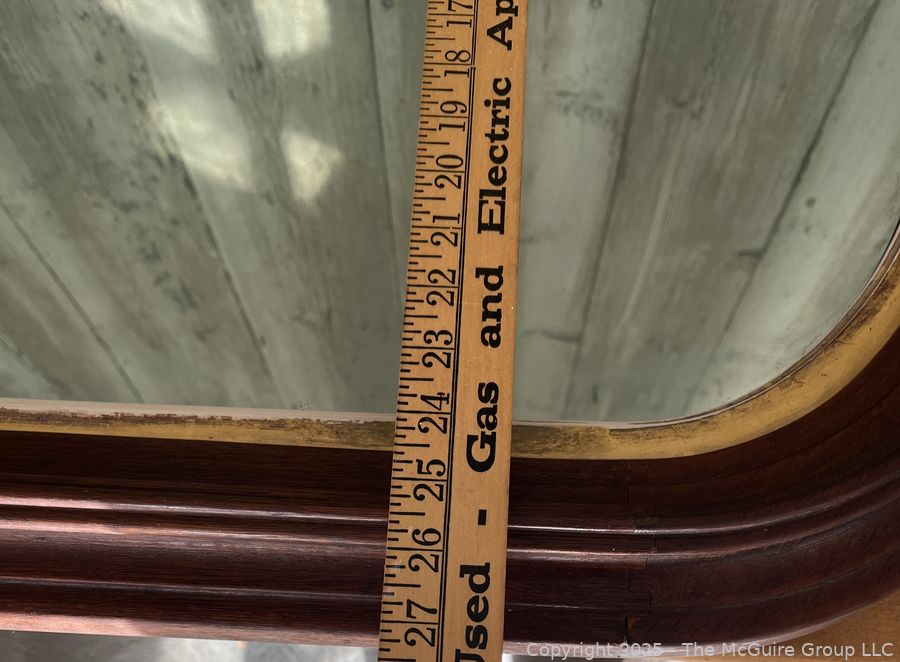 17 18 19 20 21 22 23 24 25 26 27
Used - Gas and Electric Ap
Copyright 2025 - The McGuire Group LLC